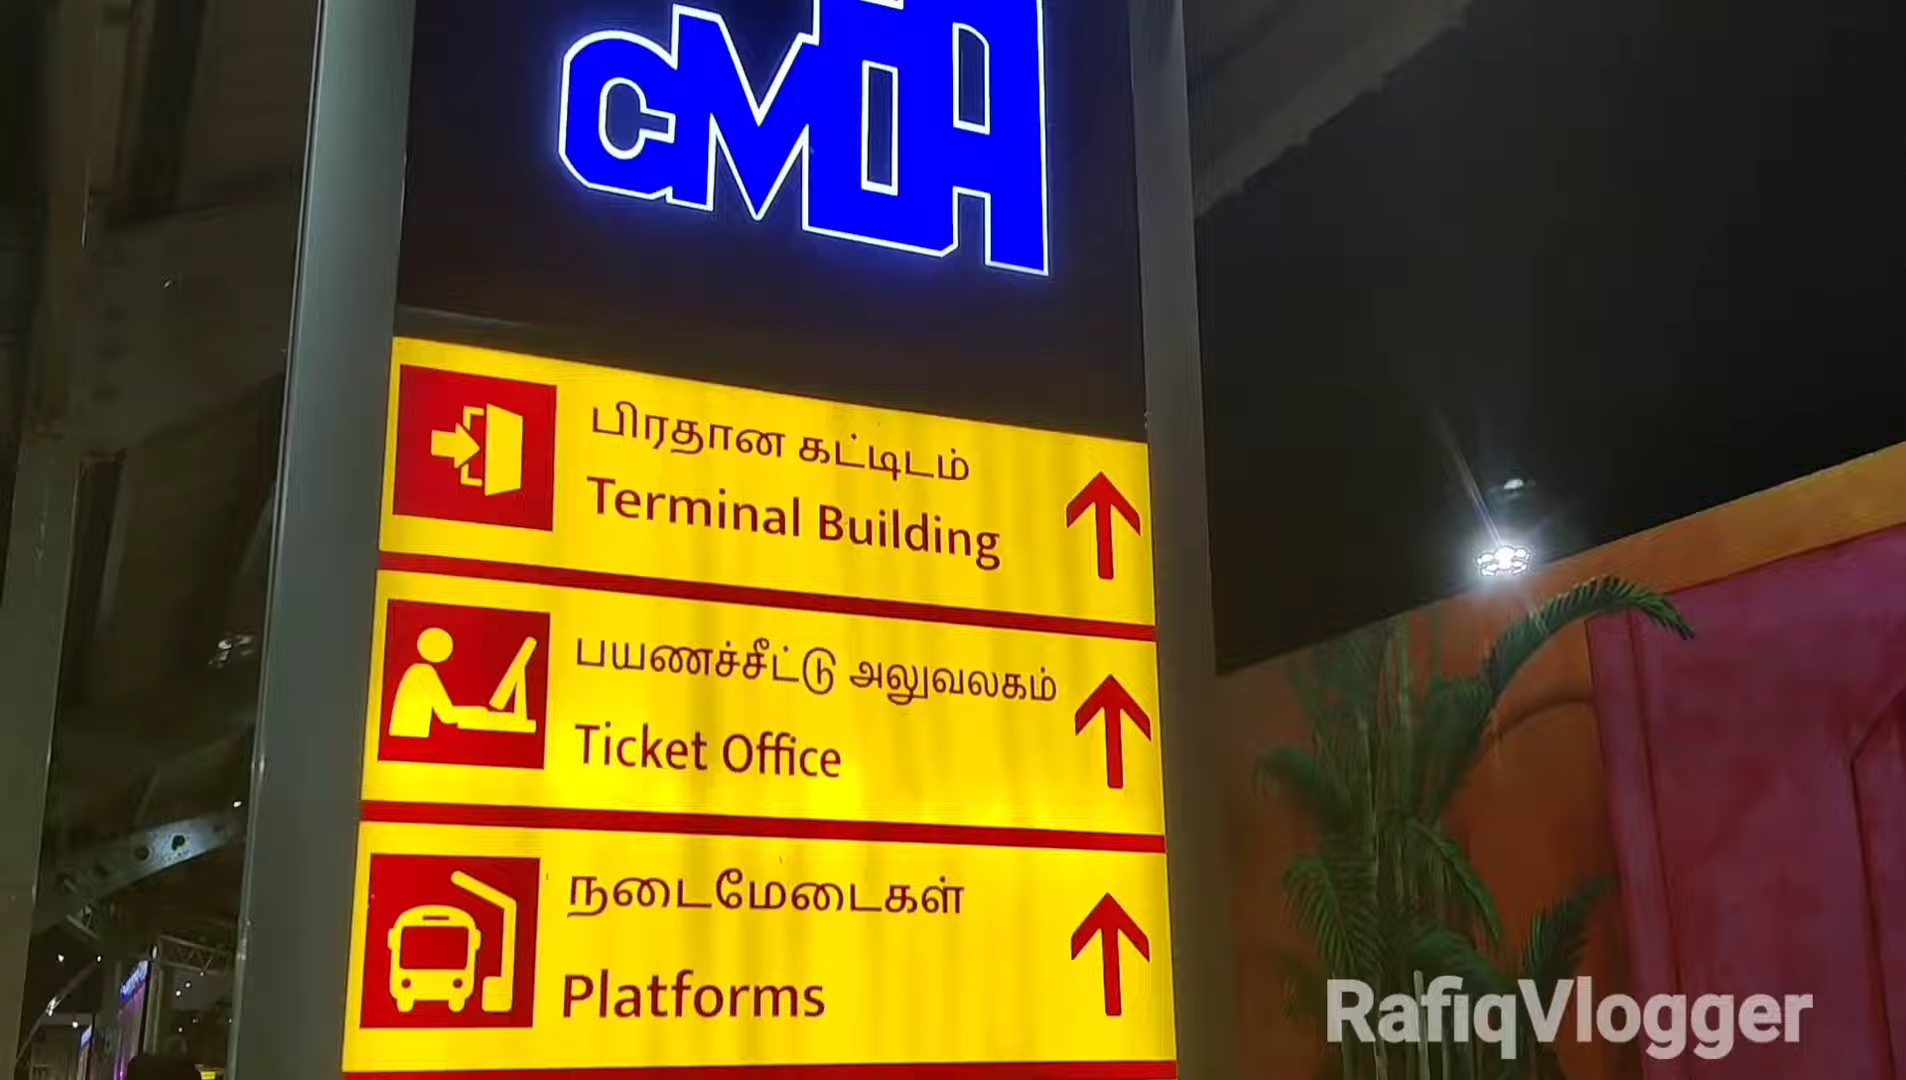 CMDA
பிரதான கட்டிடம்
Terminal Building
பயணச்சீட்டு அலுவலகம்
Ticket Office
நடைமேடைகள்
Platforms
RafiqVlogger